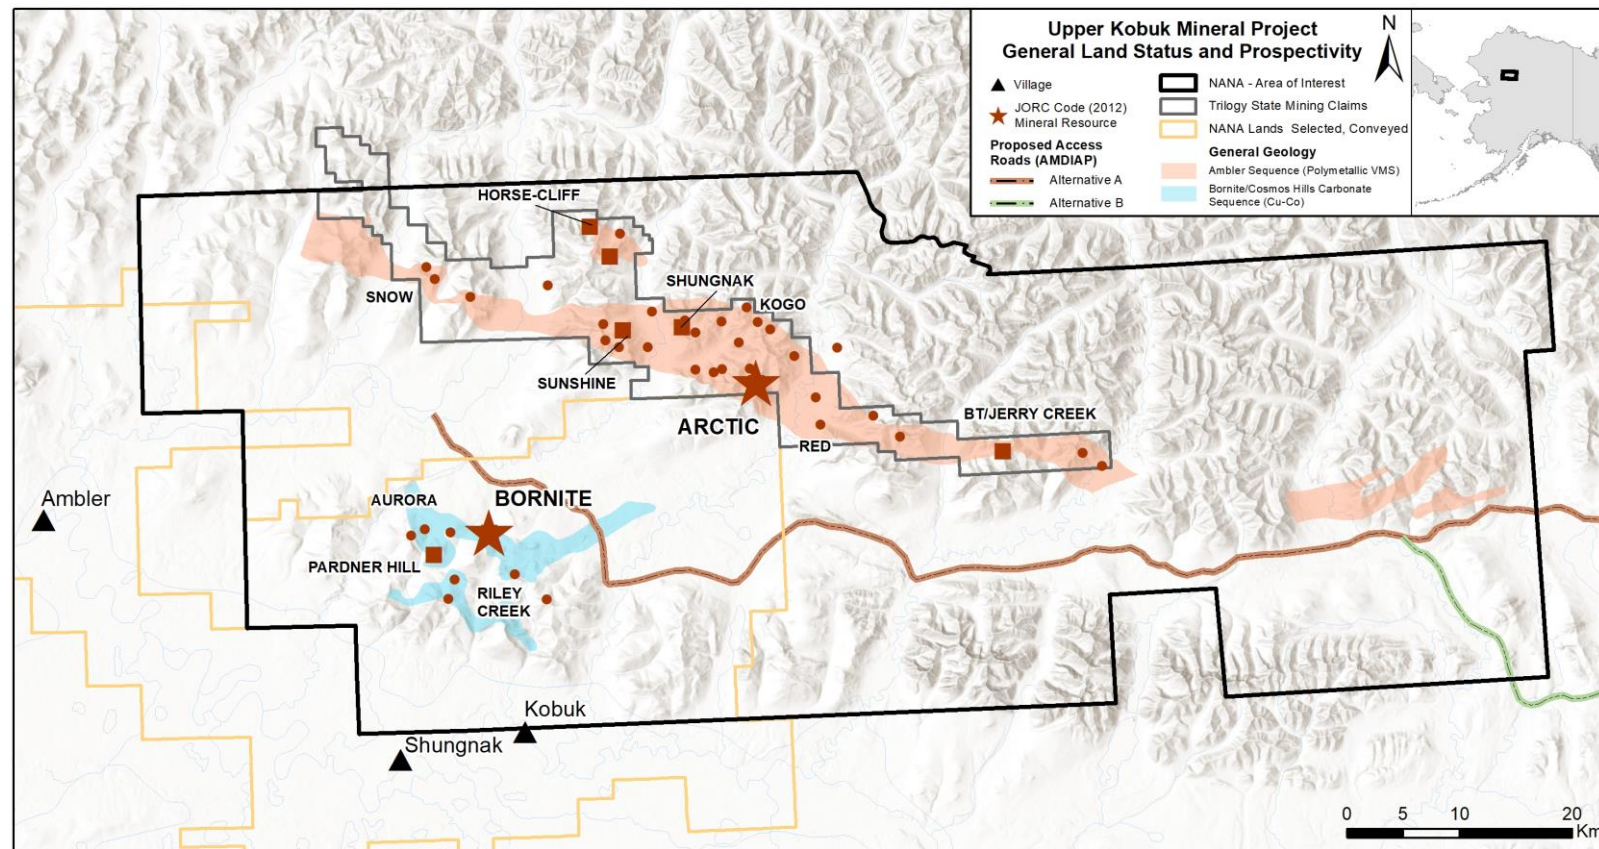 Upper Kobuk Mineral Project
General Land Status and Prospectivity
N
Village
JORC Code (2012)
Mineral Resource
Proposed Access
Roads (AMDIAP)
Alternative A
Alternative B
NANA - Area of Interest
Trilogy State Mining Claims
NANA Lands Selected, Conveyed
General Geology
Ambler Sequence (Polymetallic VMS)
Bornite/Cosmos Hills Carbonate
Sequence (Cu-Co)
HORSE-CLIFF
SHUNGNAK
SNOW
KOGO
SUNSHINE
ARCTIC
BT/JERRY CREEK
RED
AURORA
BORNITE
Ambler
PARDNER HILL
RILEY
CREEK
Kobuk
Shungnak
0 5 10 20
Km